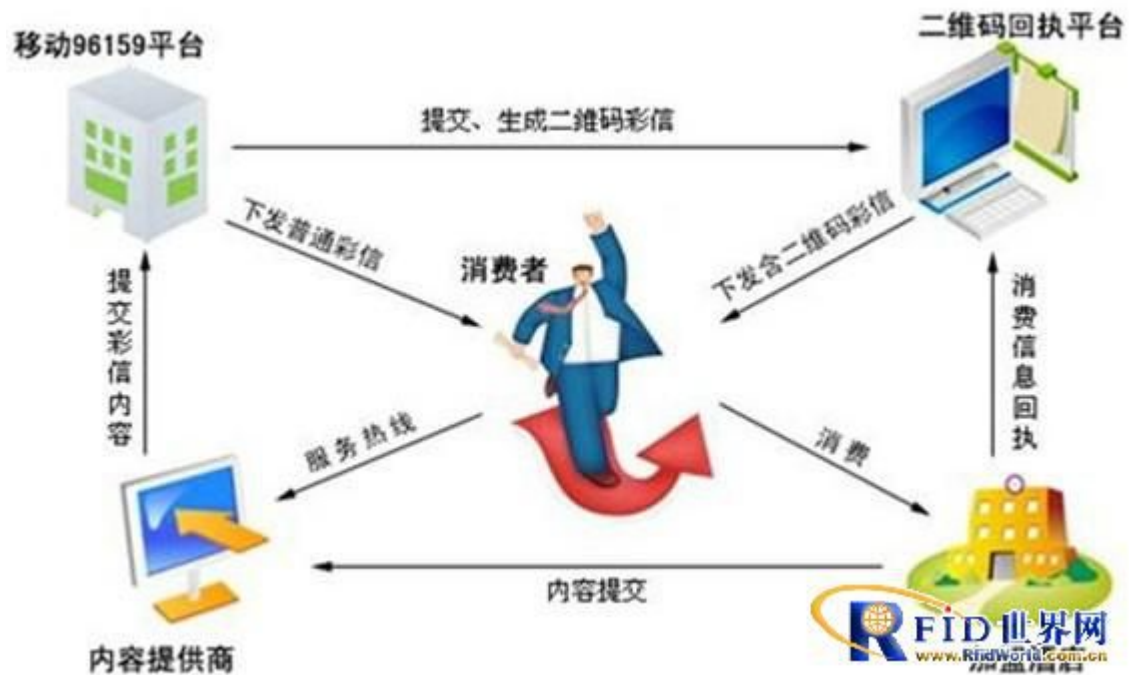 移动96159平台
二维码回执平台
提交、生成二维码彩信
下发普通彩信
下发含二维码彩信
消费者
提交彩信内容
消费信息回执
服务热线
消费
内容提交
内容提供商
RFID世界网
www.RfidWorld.com.cn